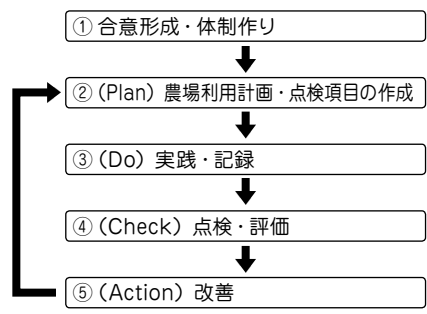 ① 合意形成・体制作り
② (Plan) 農場利用計画・点検項目の作成
③ (Do) 実践・記録
④ (Check) 点検・評価
⑤ (Action) 改善